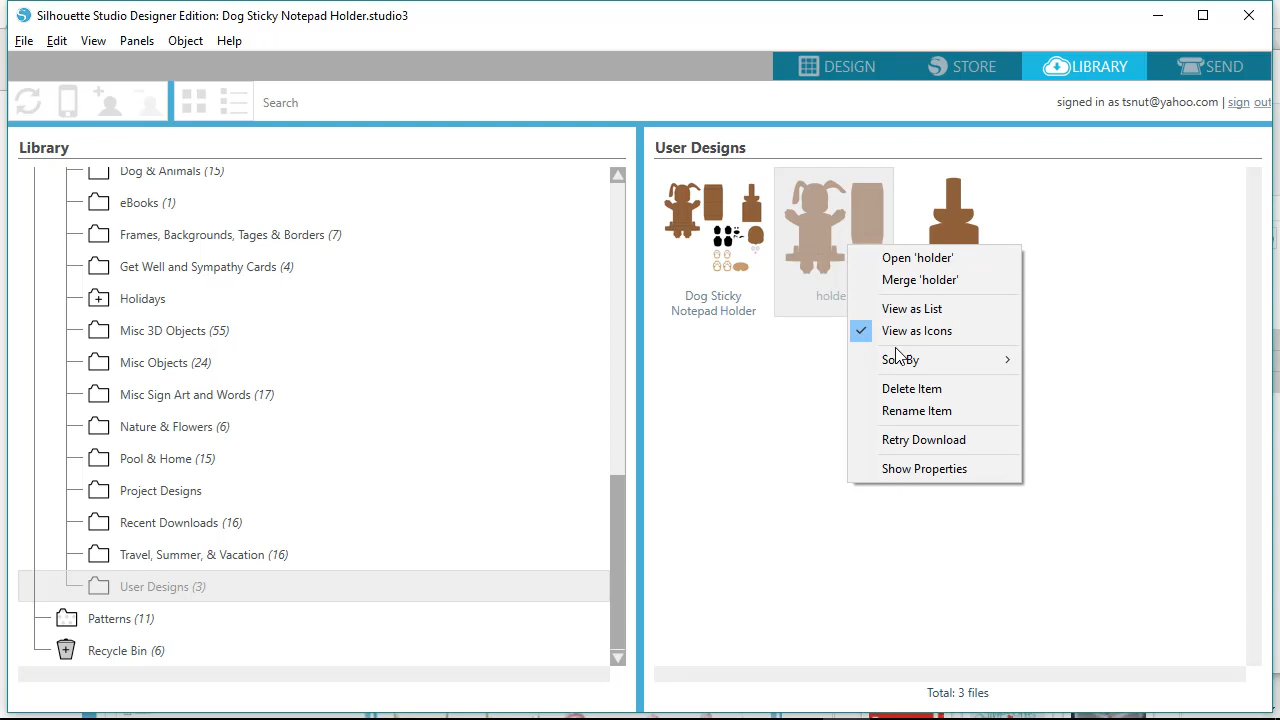 Silhouette Studio Designer Edition: Dog Sticky Notepad Holder.studio3
File Edit View Panels Object Help
DESIGN STORE LIBRARY SEND
Search
signed in as tsnut@yahoo.com | sign out
Library
Dog & Animals (15)
eBooks (1)
Frames, Backgrounds, Tages & Borders (7)
Get Well and Sympathy Cards (4)
Holidays
Misc 3D Objects (55)
Misc Objects (24)
Misc Sign Art and Words (17)
Nature & Flowers (6)
Pool & Home (15)
Project Designs
Recent Downloads (16)
Travel, Summer, & Vacation (16)
User Designs (3)
Patterns (11)
Recycle Bin (6)
User Designs
Dog Sticky
Notepad Holder
holde
Open 'holder'
Merge 'holder'
View as List
View as Icons
Sort By
Delete Item
Rename Item
Retry Download
Show Properties
Total: 3 files